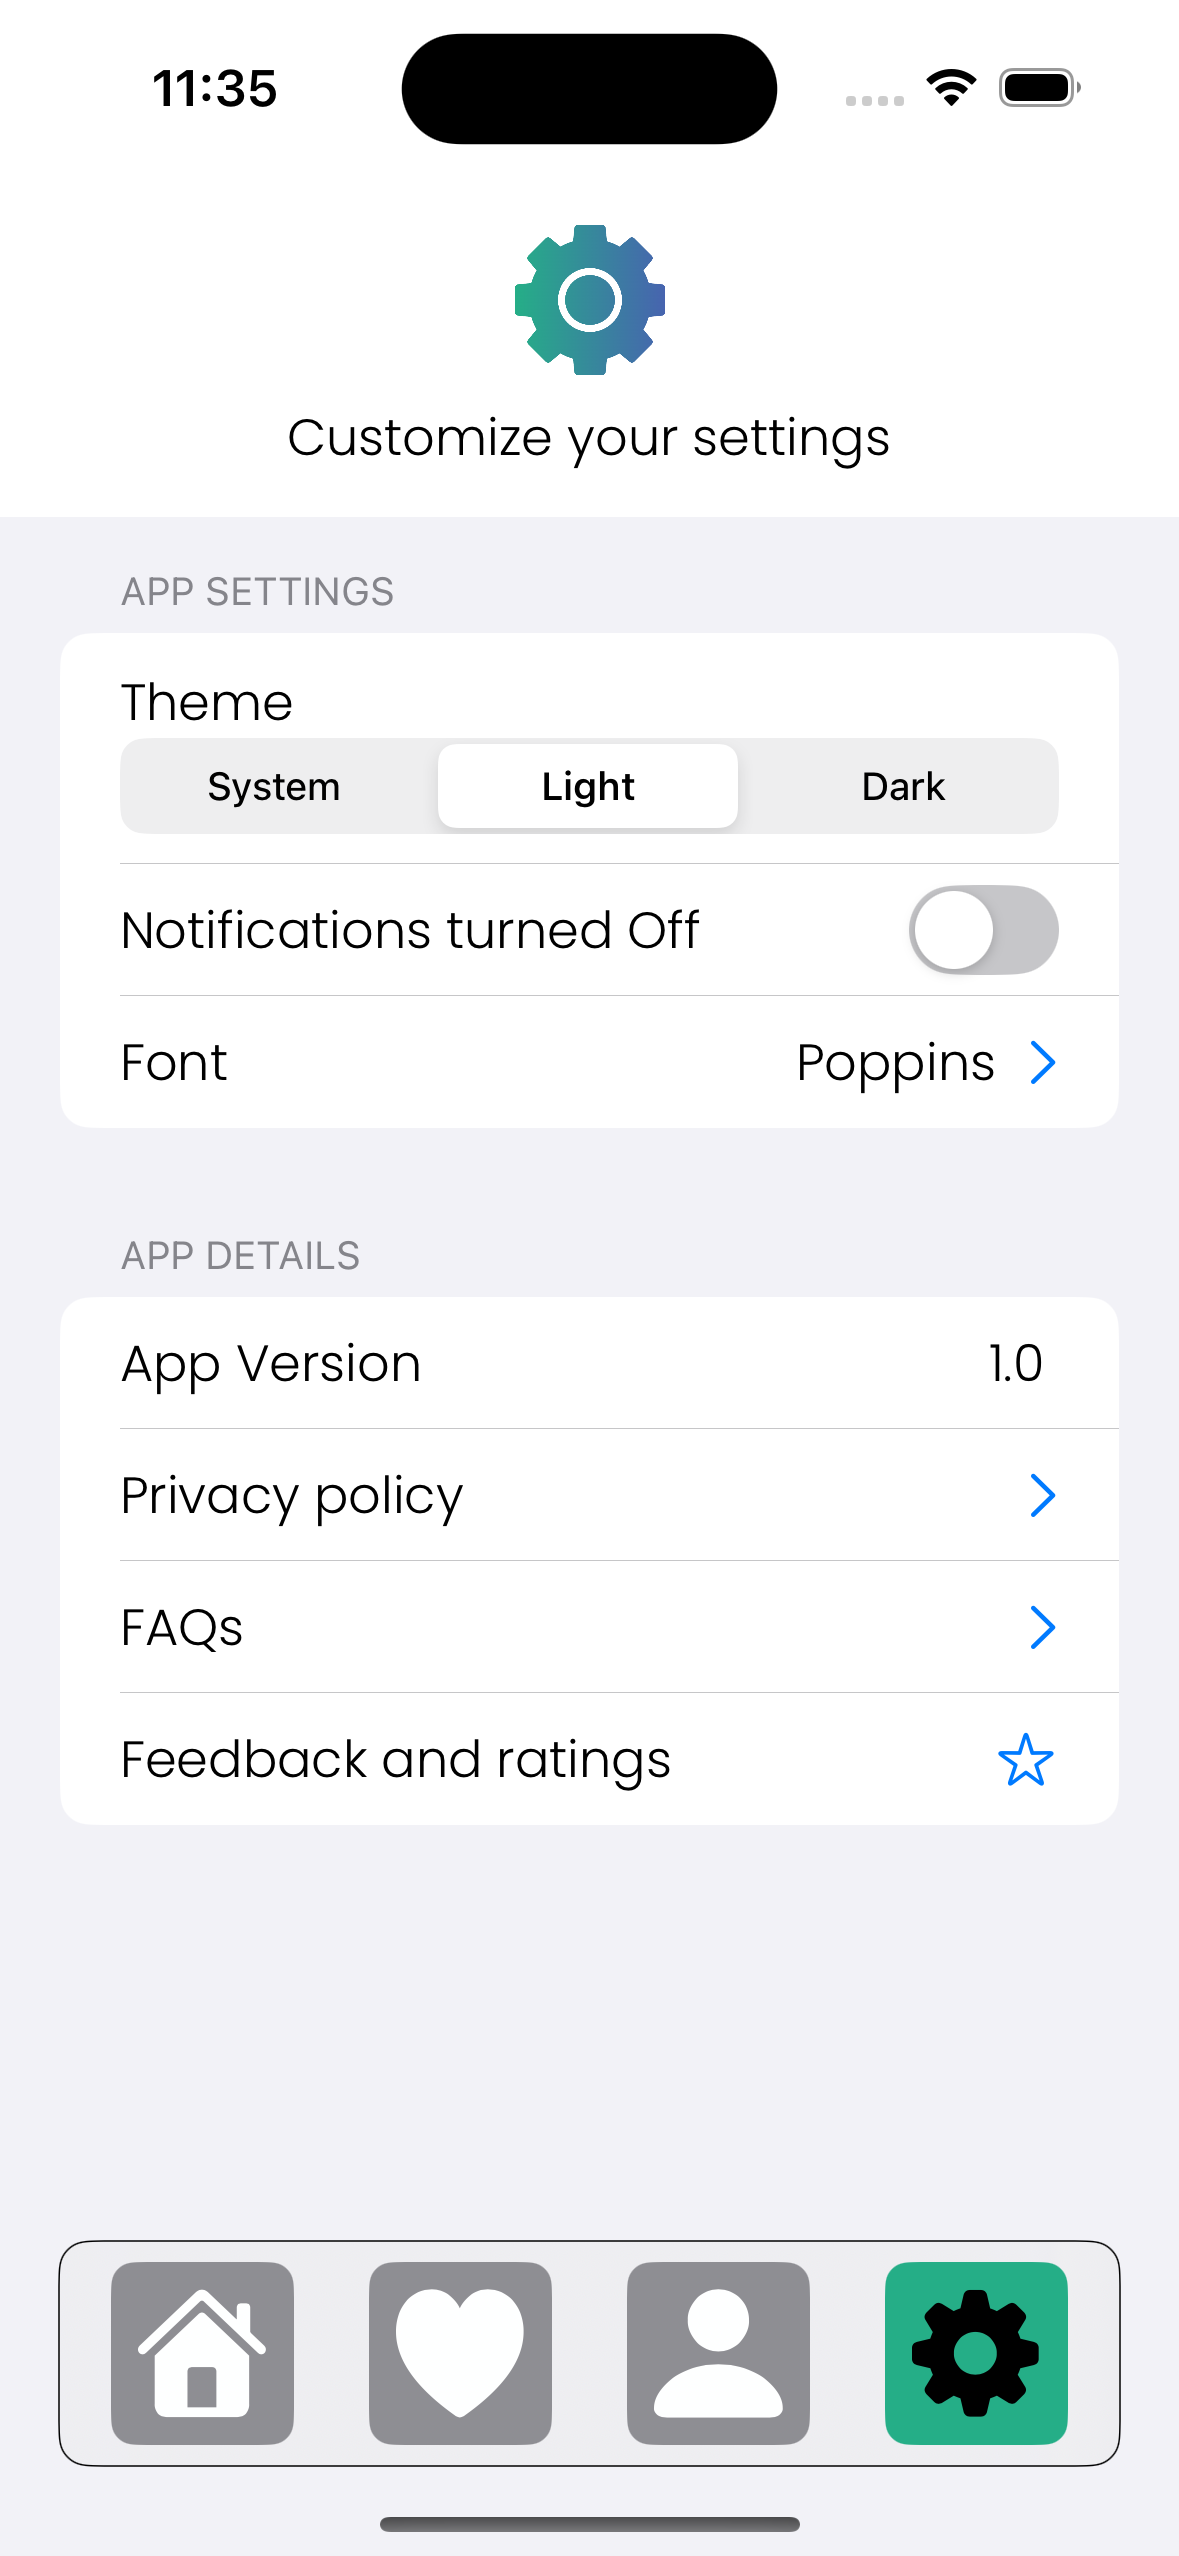 11:35
Customize your settings
APP SETTINGS
Theme
System Light Dark
Notifications turned Off
Font Poppins
APP DETAILS
App Version 1.0
Privacy policy
FAQs
Feedback and ratings